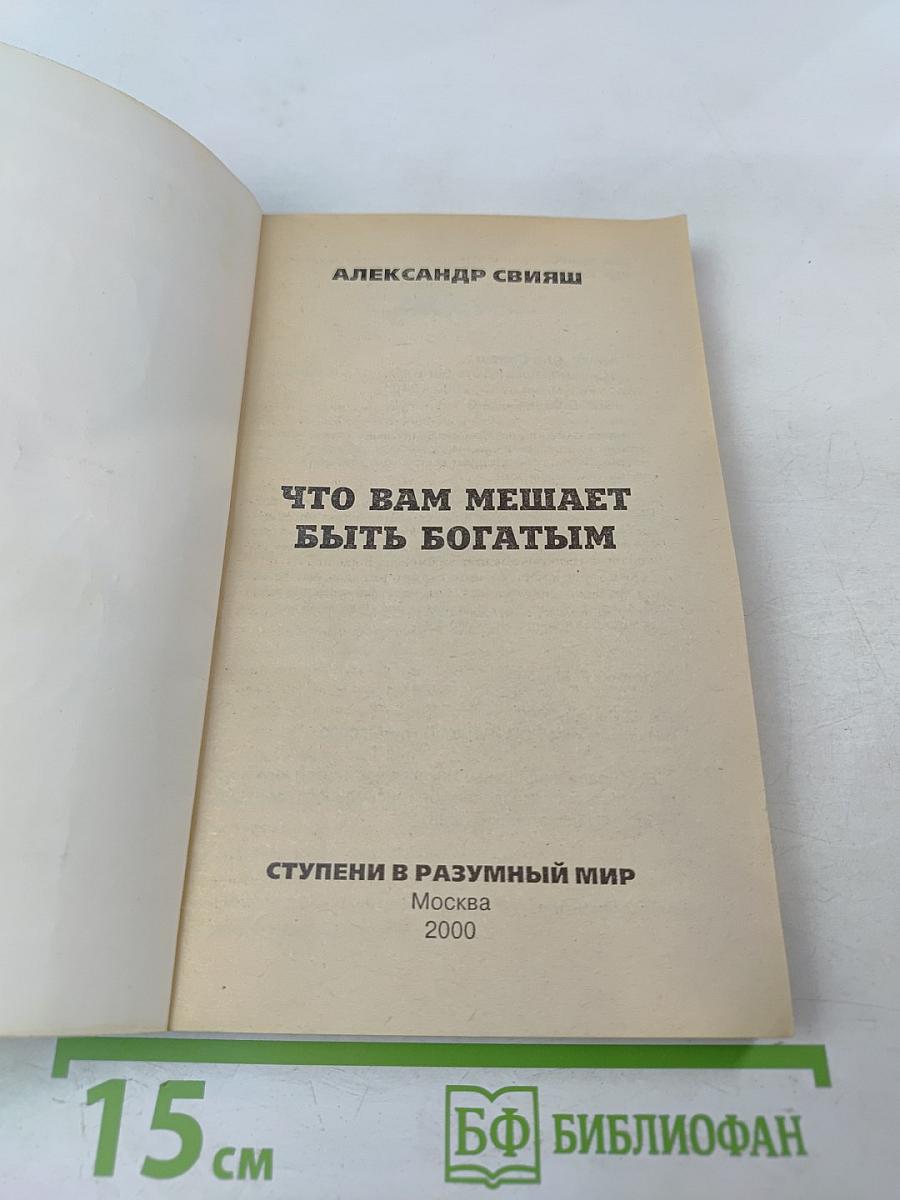 АЛЕКСАНДР СВИЯШ
ЧТО ВАМ МЕШАЕТ
БЫТЬ БОГАТЫМ
СТУПЕНИ В РАЗУМНЫЙ МИР
Москва
2000
15 см
БФ БИБЛИОФАН